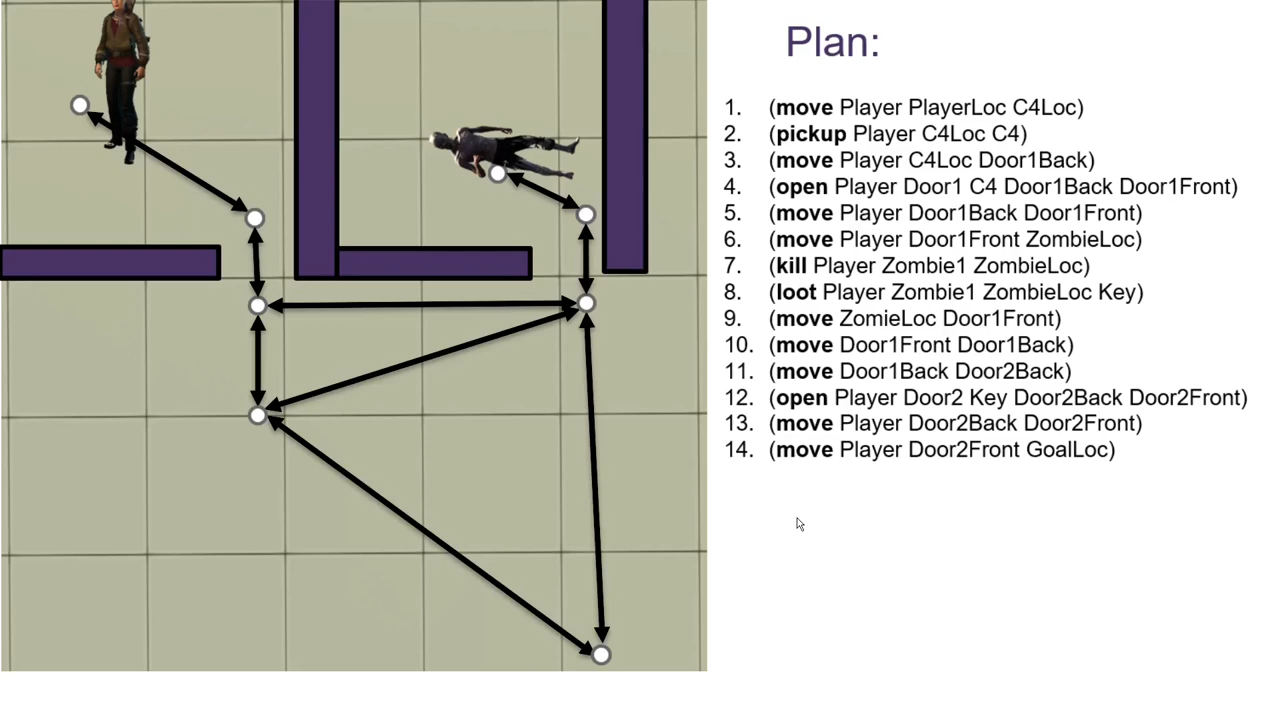 Plan:
1. (move Player PlayerLoc C4Loc)
2. (pickup Player C4Loc C4)
3. (move Player C4Loc Door1Back)
4. (open Player Door1 C4 Door1Back Door1Front)
5. (move Player Door1Back Door1Front)
6. (move Player Door1Front ZombieLoc)
7. (kill Player Zombie1 ZombieLoc)
8. (loot Player Zombie1 ZombieLoc Key)
9. (move ZomieLoc Door1Front)
10. (move Door1Front Door1Back)
11. (move Door1Back Door2Back)
12. (open Player Door2 Key Door2Back Door2Front)
13. (move Player Door2Back Door2Front)
14. (move Player Door2Front GoalLoc)